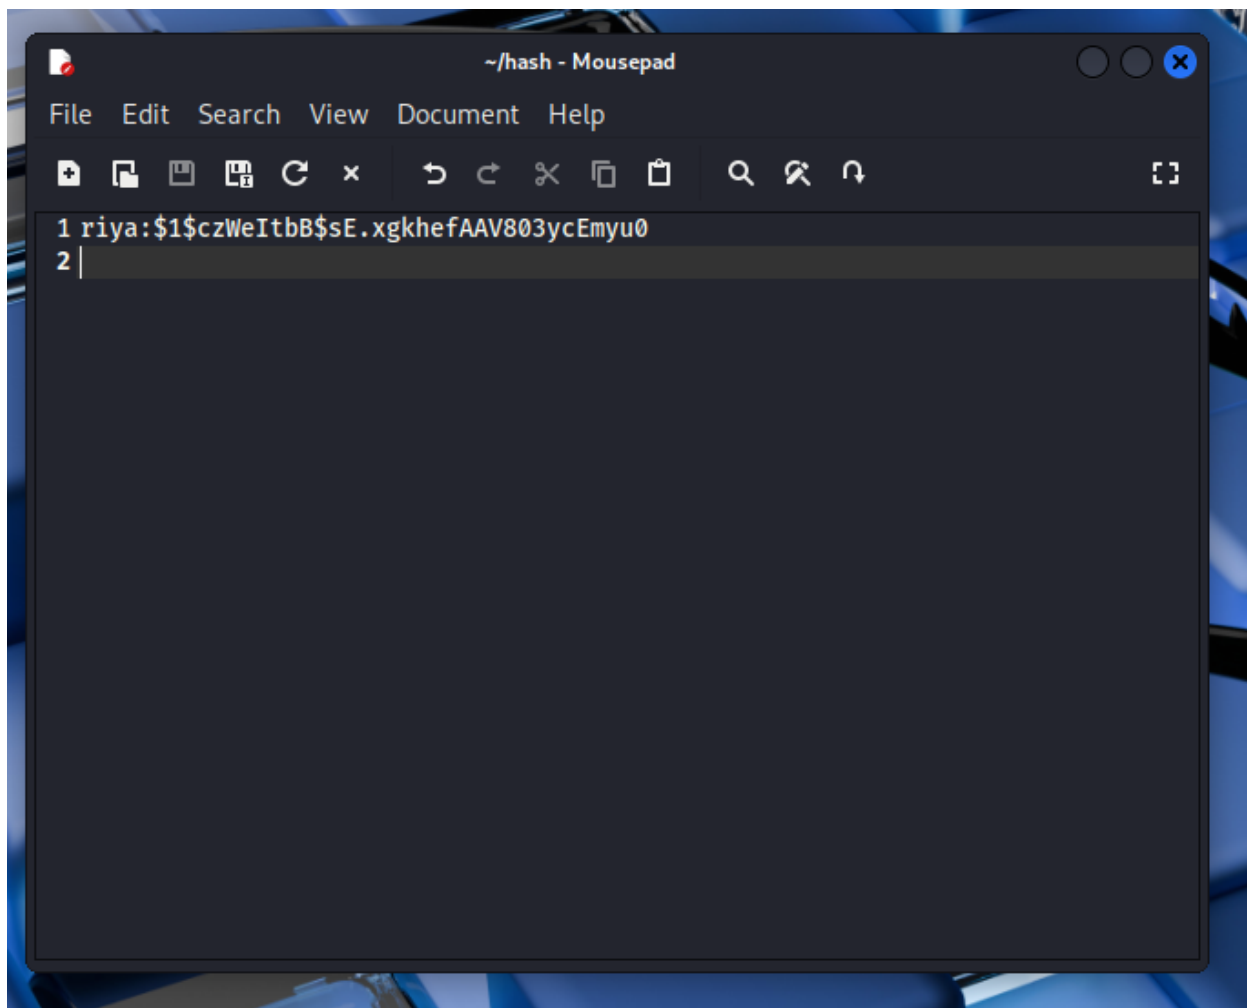 ~/hash - Mousepad
File Edit Search View Document Help
1 riya:$1$czWeItbB$sE.xgkhefAAV803ycEmyu0
2